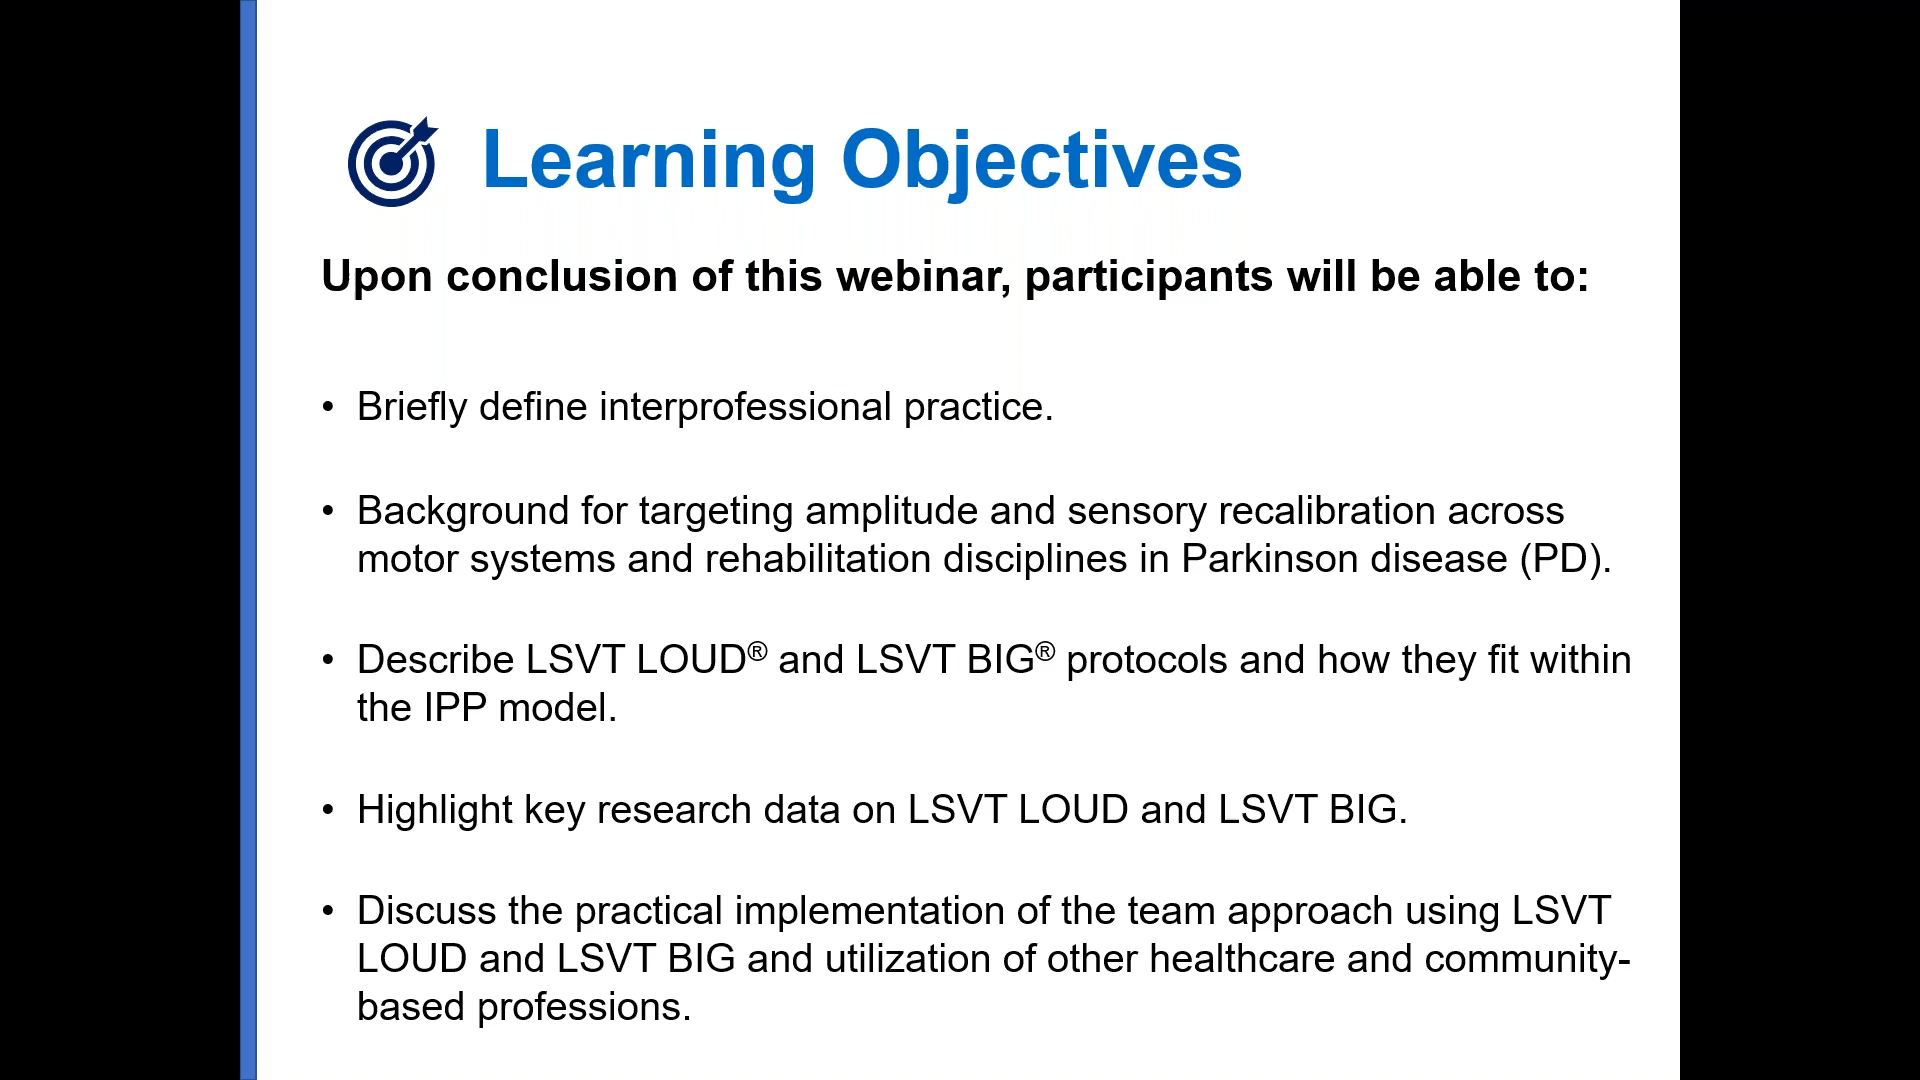 Learning Objectives
Upon conclusion of this webinar, participants will be able to:
• Briefly define interprofessional practice.
• Background for targeting amplitude and sensory recalibration across
motor systems and rehabilitation disciplines in Parkinson disease (PD).
• Describe LSVT LOUD® and LSVT BIG® protocols and how they fit within
the IPP model.
• Highlight key research data on LSVT LOUD and LSVT BIG.
• Discuss the practical implementation of the team approach using LSVT
LOUD and LSVT BIG and utilization of other healthcare and community-
based professions.